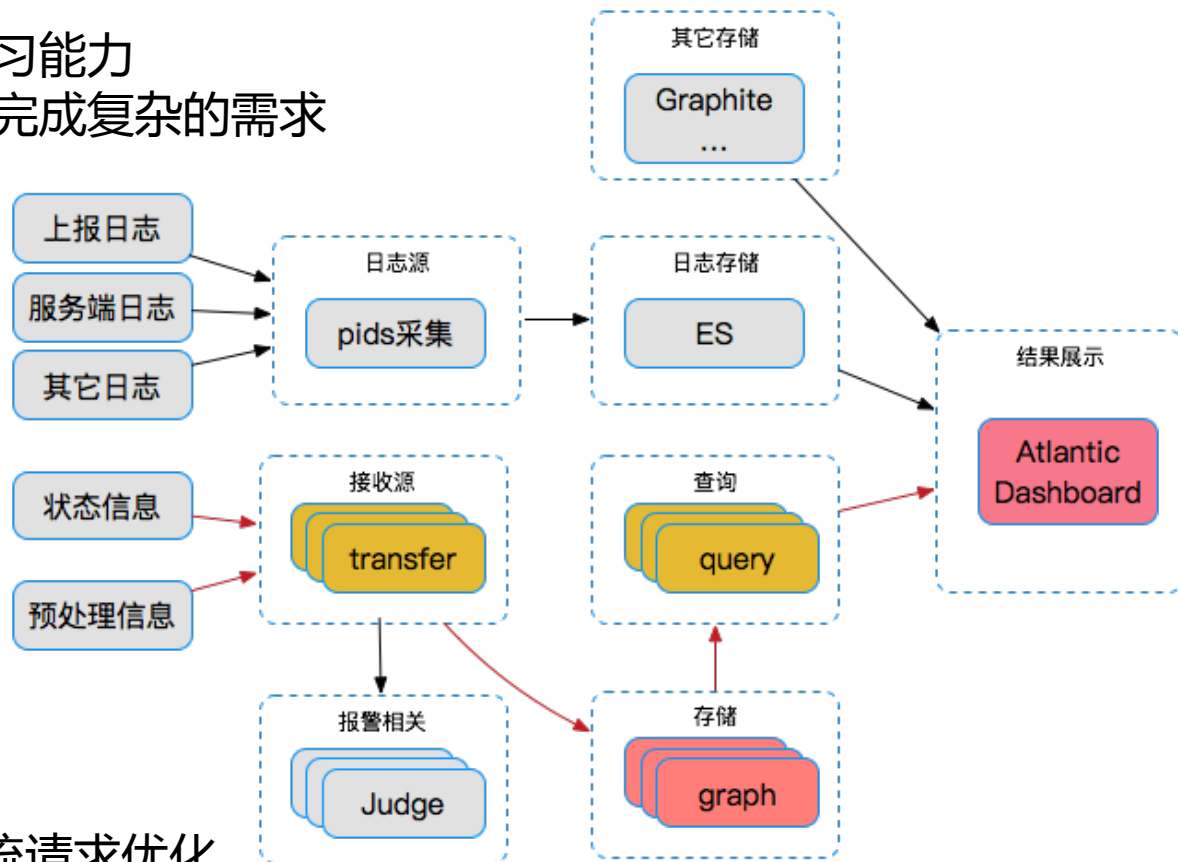 习能力
完成复杂的需求
其它存储
Graphite
...
上报日志
服务端日志
其它日志
日志源
pids采集
日志存储
ES
结果展示
Atlantic
Dashboard
状态信息
预处理信息
接收源
transfer
查询
query
报警相关
Judge
存储
graph
统请求优化